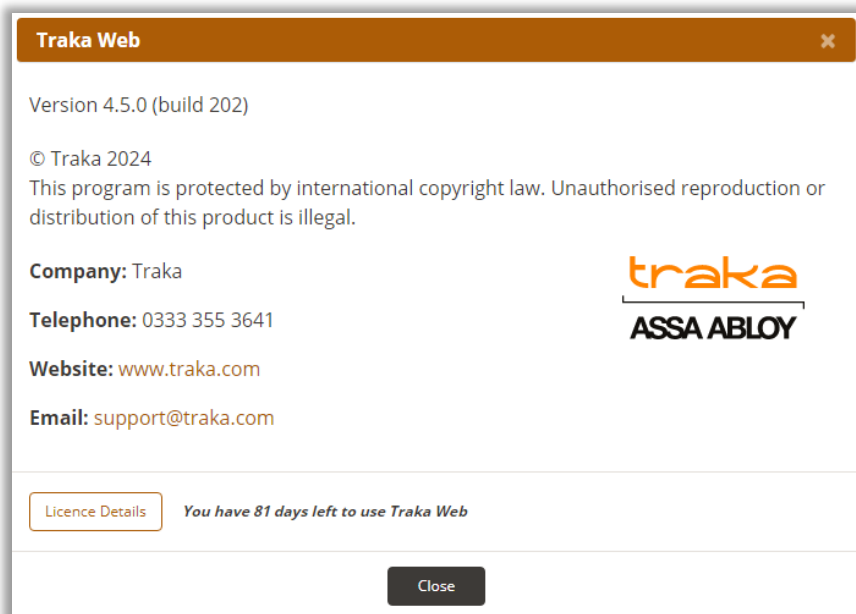 Traka Web
Version 4.5.0 (build 202)
© Traka 2024
This program is protected by international copyright law. Unauthorised reproduction or
distribution of this product is illegal.
Company: Traka
Telephone: 0333 355 3641
Website: www.traka.com
Email: support@traka.com
traka
ASSA ABLOY
Licence Details You have 81 days left to use Traka Web
Close